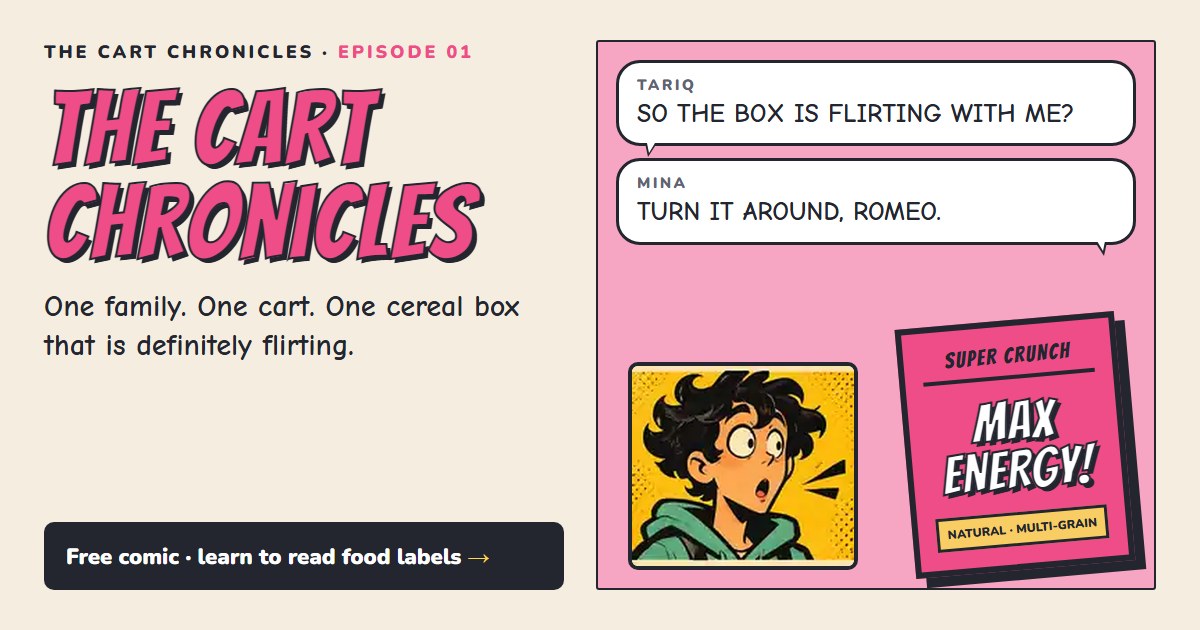 THE CART CHRONICLES · EPISODE 01
THE CART
CHRONICLES
One family. One cart. One cereal box
that is definitely flirting.
Free comic · learn to read food labels →
TARIQ
SO THE BOX IS FLIRTING WITH ME?
MINA
TURN IT AROUND, ROMEO.
SUPER CRUNCH
MAX
ENERGY!
NATURAL · MULTI-GRAIN